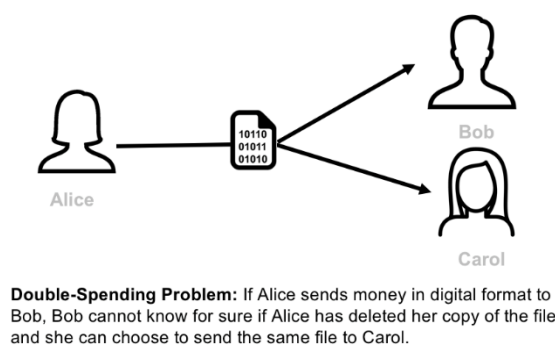 10110
01011
01010
Bob
Alice
Carol
Double-Spending Problem: If Alice sends money in digital format to
Bob, Bob cannot know for sure if Alice has deleted her copy of the file
and she can choose to send the same file to Carol.